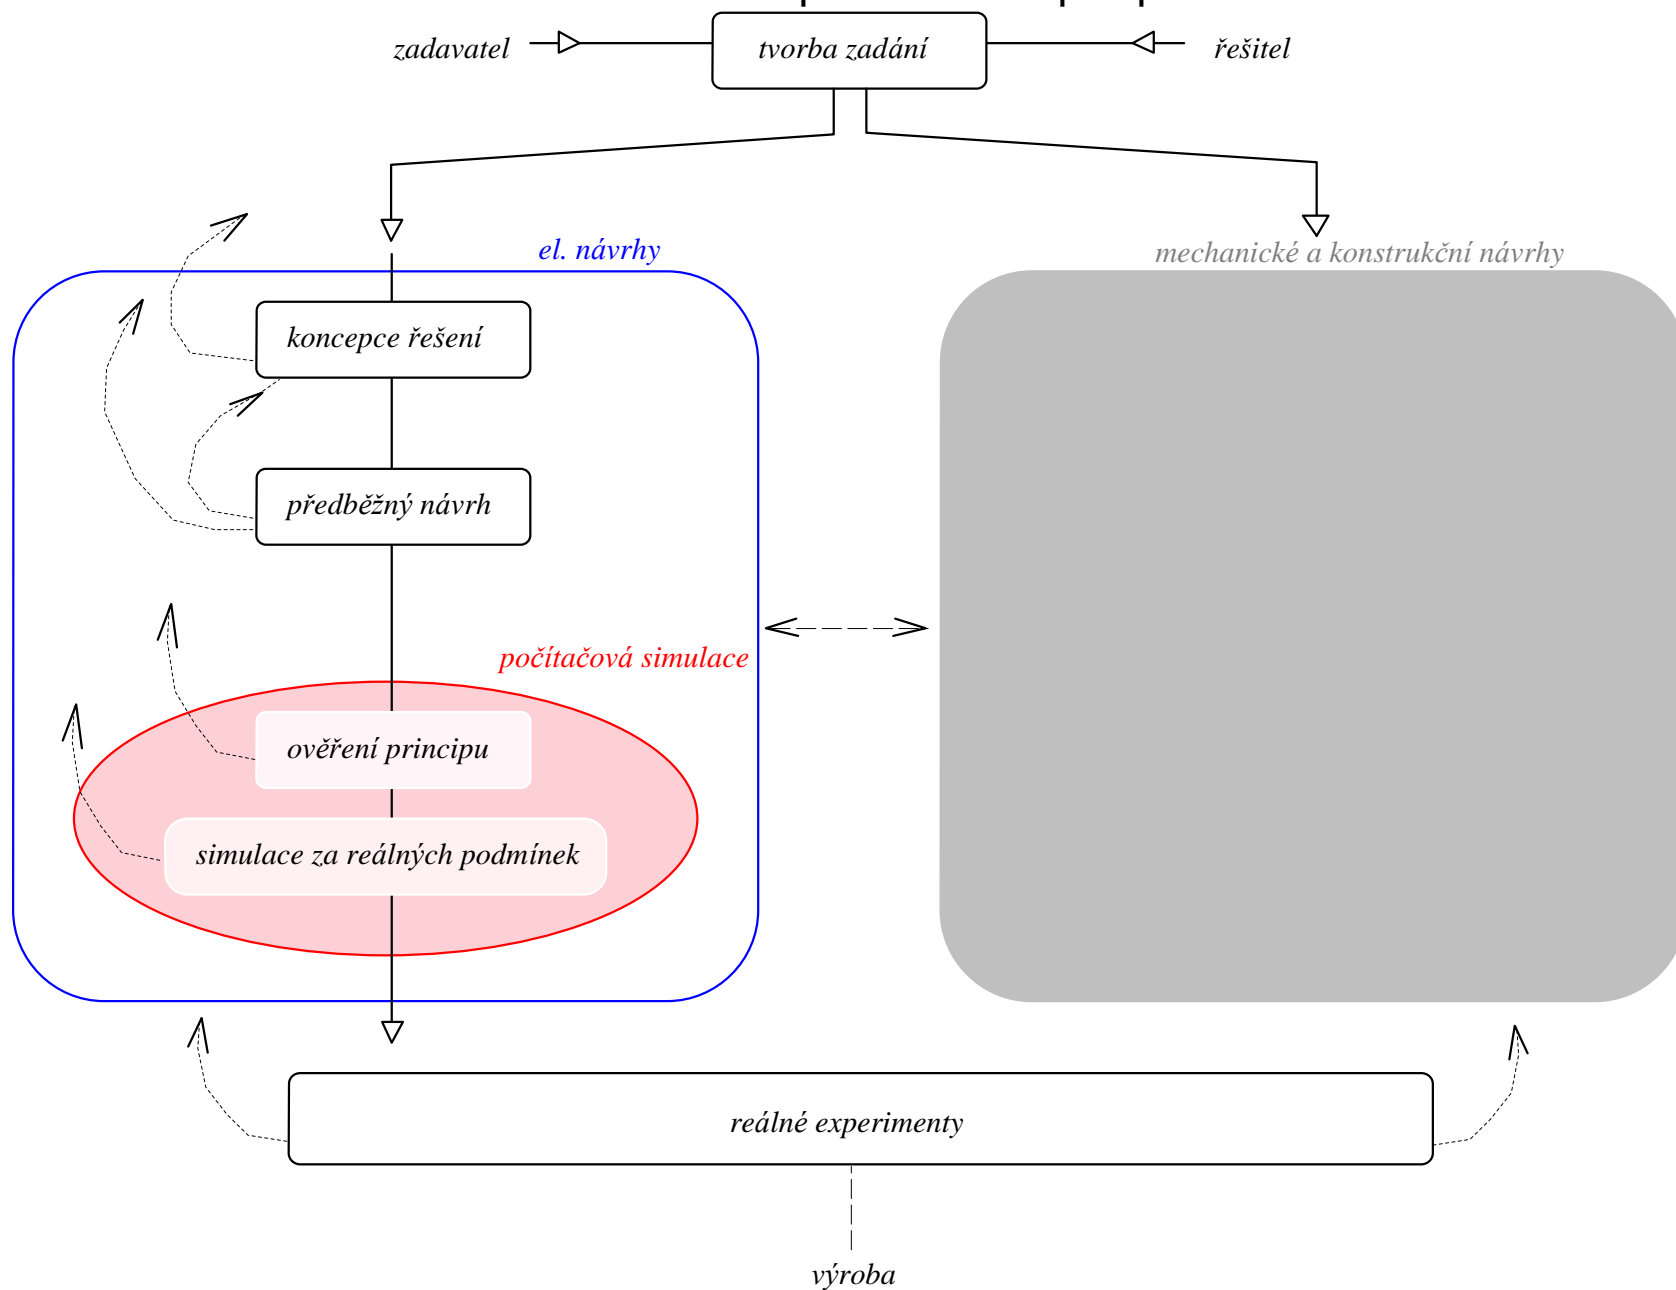 zadavatel
tvorba zadání
řešitel
el. návrhy
mechanické a konstrukční návrhy
koncepce řešení
předběžný návrh
počítačová simulace
ověření principu
simulace za reálných podmínek
reálné experimenty
výroba